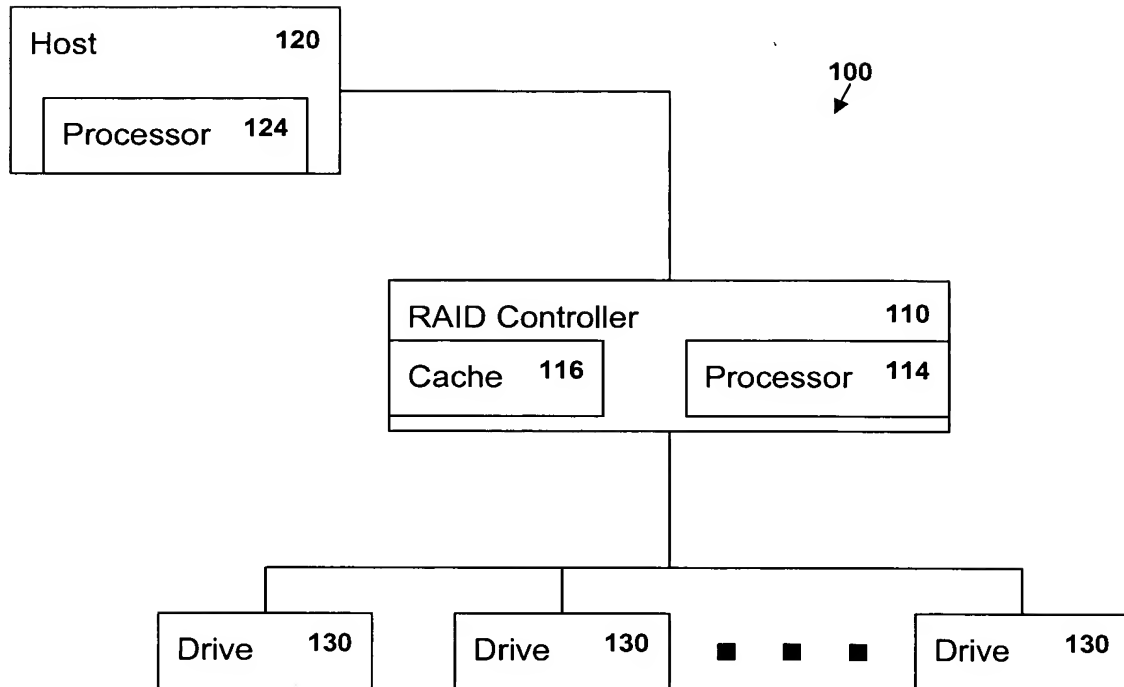 Host 120
100
Processor 124
RAID Controller 110
Cache 116 Processor 114
Drive 130 Drive 130 Drive 130